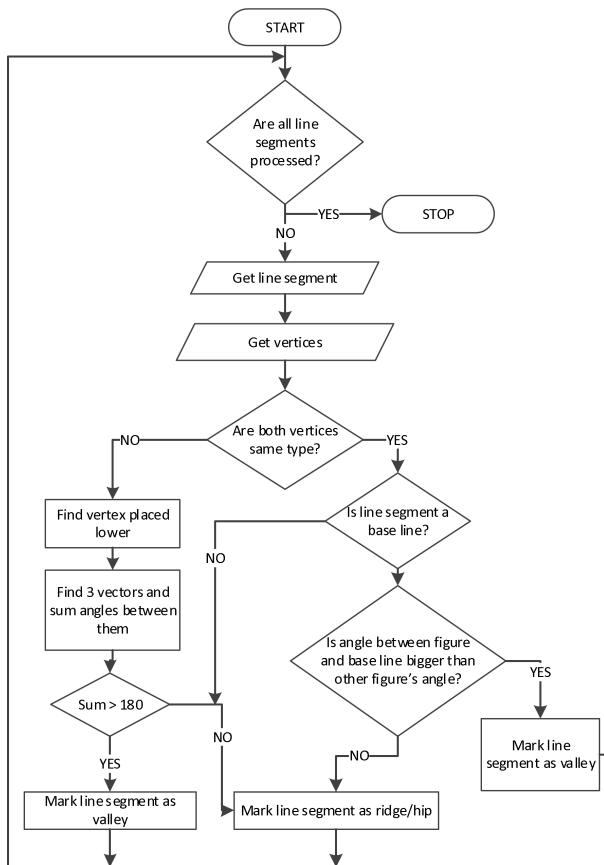 START
Are all line
segments
processed?
YES
STOP
NO
Get line segment
Get vertices
Are both vertices
same type?
NO
YES
Find vertex placed
lower
Is line segment a
base line?
NO
Find 3 vectors and
sum angles between
them
Is angle between figure
and base line bigger than
other figure's angle?
YES
Sum > 180
NO
YES
NO
Mark line
segment as valley
Mark line segment as
valley
Mark line segment as ridge/hip